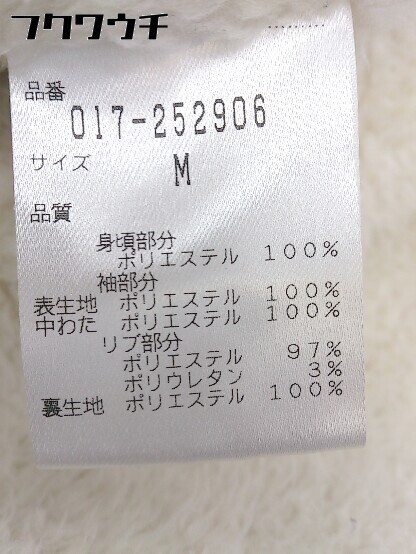 フクワウチ
品番
017-252906
サイズ M
品質
身頃部分
ポリエステル 100%
袖部分
表生地 ポリエステル 100%
中わた ポリエステル 100%
リブ部分
ポリエステル 97%
ポリウレタン 3%
裏生地 ポリエステル 100%